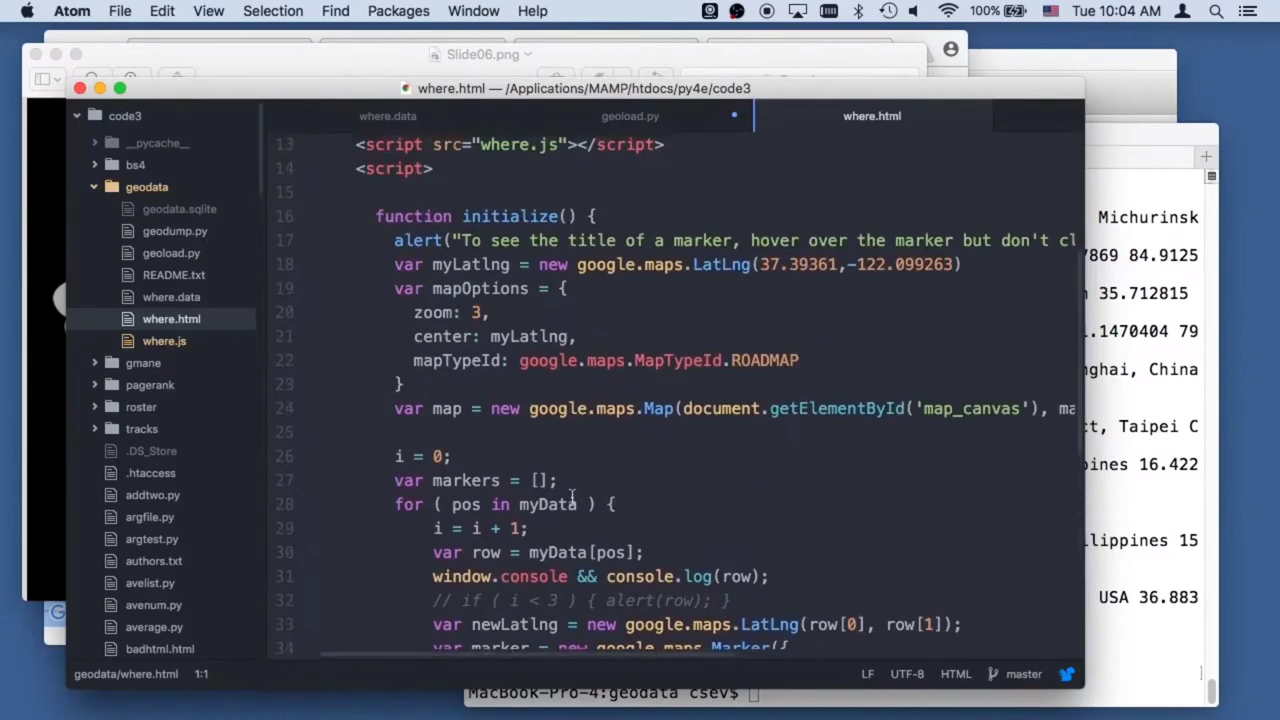 Atom File Edit View Selection Find Packages Window Help 100% Tue 10:04 AM
Slide06.png
where.html — /Applications/MAMP/htdocs/py4e/code3
code3
__pycache__
bs4
geodata
geodata.sqlite
geodump.py
geoload.py
README.txt
where.data
where.html
where.js
gmane
pagerank
roster
tracks
.DS_Store
.htaccess
addtwo.py
argfile.py
argtest.py
authors.txt
avelist.py
avenum.py
average.py
badhtml.html
where.data geoload.py where.html
13 <script src="where.js"></script>
14 <script>
15
16 function initialize() {
17 alert("To see the title of a marker, hover over the marker but don't cl
18 var myLatlng = new google.maps.LatLng(37.39361,-122.099263)
19 var mapOptions = {
20 zoom: 3,
21 center: myLatlng,
22 mapTypeId: google.maps.MapTypeId.ROADMAP
23 }
24 var map = new google.maps.Map(document.getElementById('map_canvas'), ma
25
26 i = 0;
27 var markers = [];
28 for ( pos in myData ) {
29 i = i + 1;
30 var row = myData[pos];
31 window.console && console.log(row);
32 // if ( i < 3 ) { alert(row); }
33 var newLatlng = new google.maps.LatLng(row[0], row[1]);
34 var marker = new google.maps.Marker({
geodata/where.html 1:1 LF UTF-8 HTML master
Michurinsk
869 84.9125
35.712815
.1470404 79
nghai, China
ct, Taipei C
pines 16.422
lippines 15
USA 36.883
MacBook-Pro-4:geodata csev$